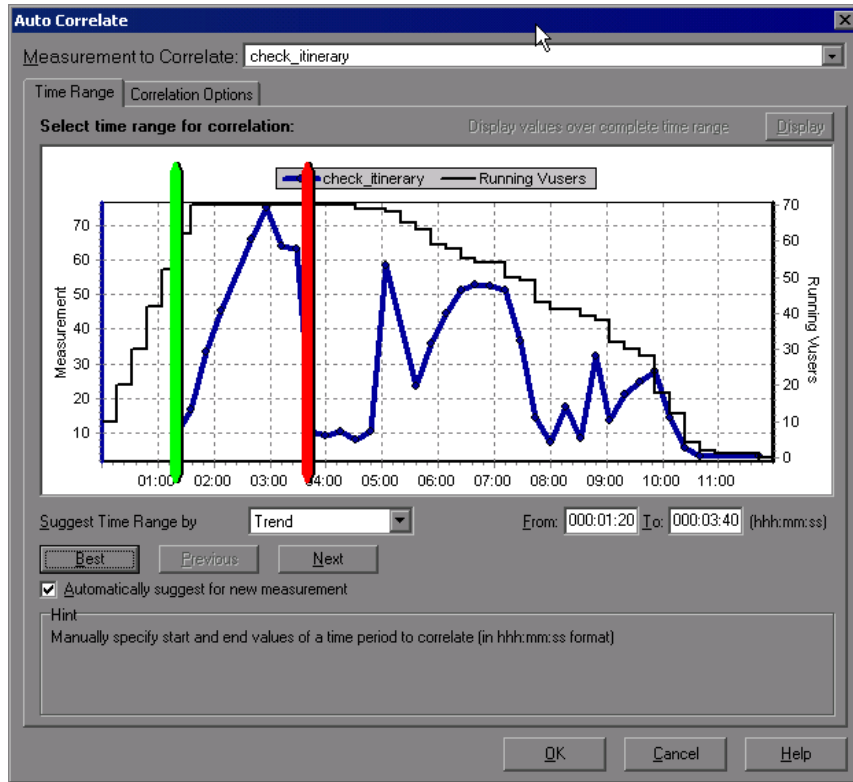 Auto Correlate
Measurement to Correlate: check_itinerary
Time Range Correlation Options
Select time range for correlation: Display values over complete time range Display
check_itinerary Running Vusers
70
60
50
40
30
20
10
Measurement
70
60
50
40
30
20
10
0
Running Vusers
01:00 02:00 03:00 04:00 05:00 06:00 07:00 08:00 09:00 10:00 11:00
Suggest Time Range by Trend From: 000:01:20 To: 000:03:40 (hhh:mm:ss)
Best Previous Next
Automatically suggest for new measurement
Hint
Manually specify start and end values of a time period to correlate (in hhh:mm:ss format)
OK Cancel Help